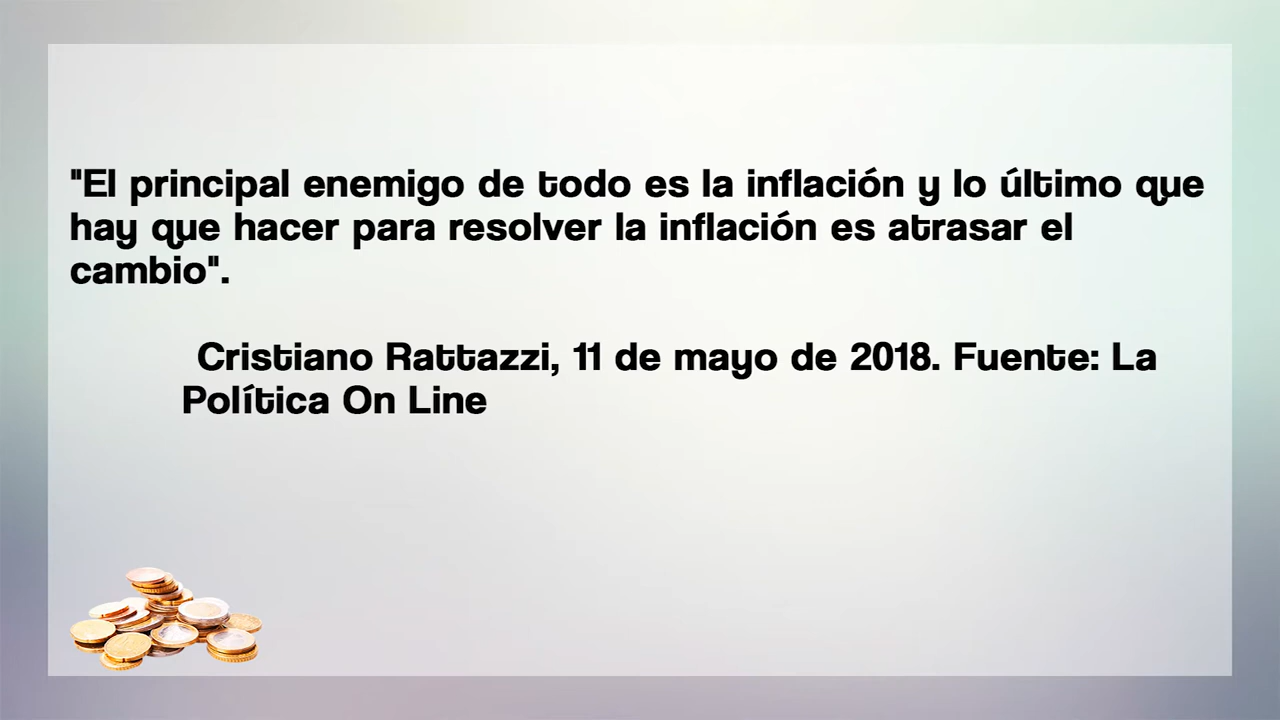 "El principal enemigo de todo es la inflación y lo último que
hay que hacer para resolver la inflación es atrasar el
cambio".
Cristiano Rattazzi, 11 de mayo de 2018. Fuente: La
Política On Line